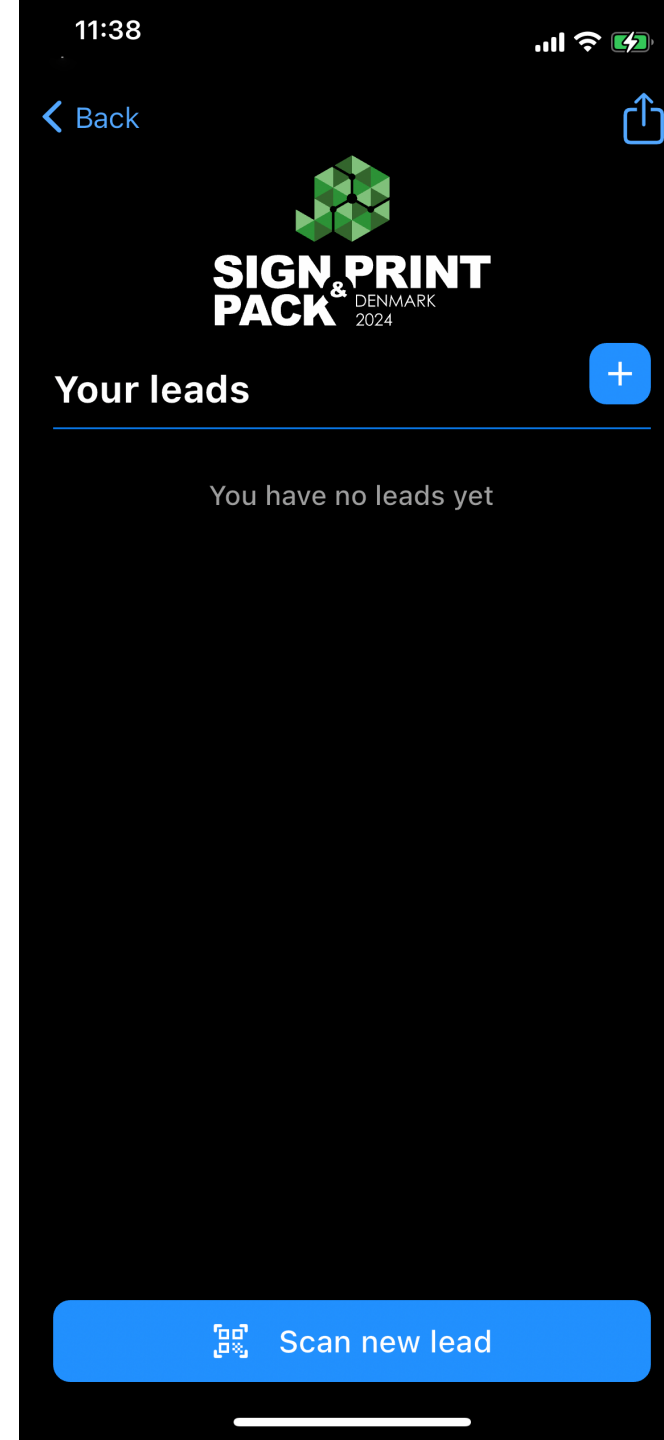 11:38
Back
SIGN PRINT
PACK & DENMARK
2024
Your leads
+
You have no leads yet
Scan new lead